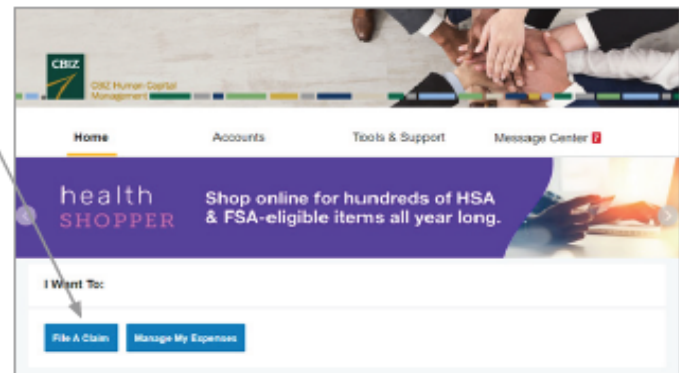 CBIZ
CBIZ Human Capital
Management
Home Accounts Tools & Support Message Center
health
SHOPPER
Shop online for hundreds of HSA
& FSA-eligible items all year long.
I Want To:
File A Claim Manage My Expenses